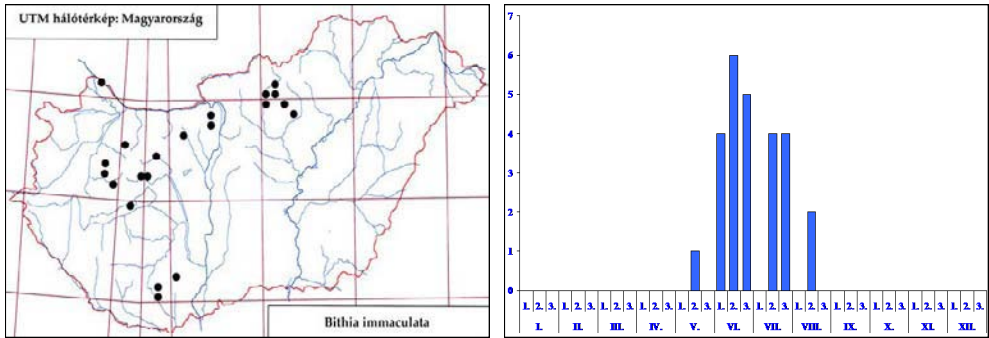 UTM hálótérkép: Magyarország
Bithia immaculata
7
6
5
4
3
2
1
0
1. 2. 3. 1. 2. 3. 1. 2. 3. 1. 2. 3. 1. 2. 3. 1. 2. 3. 1. 2. 3. 1. 2. 3. 1. 2. 3. 1. 2. 3. 1. 2. 3. 1. 2. 3.
I. II. III. IV. V. VI. VII. VIII. IX. X. XI. XII.